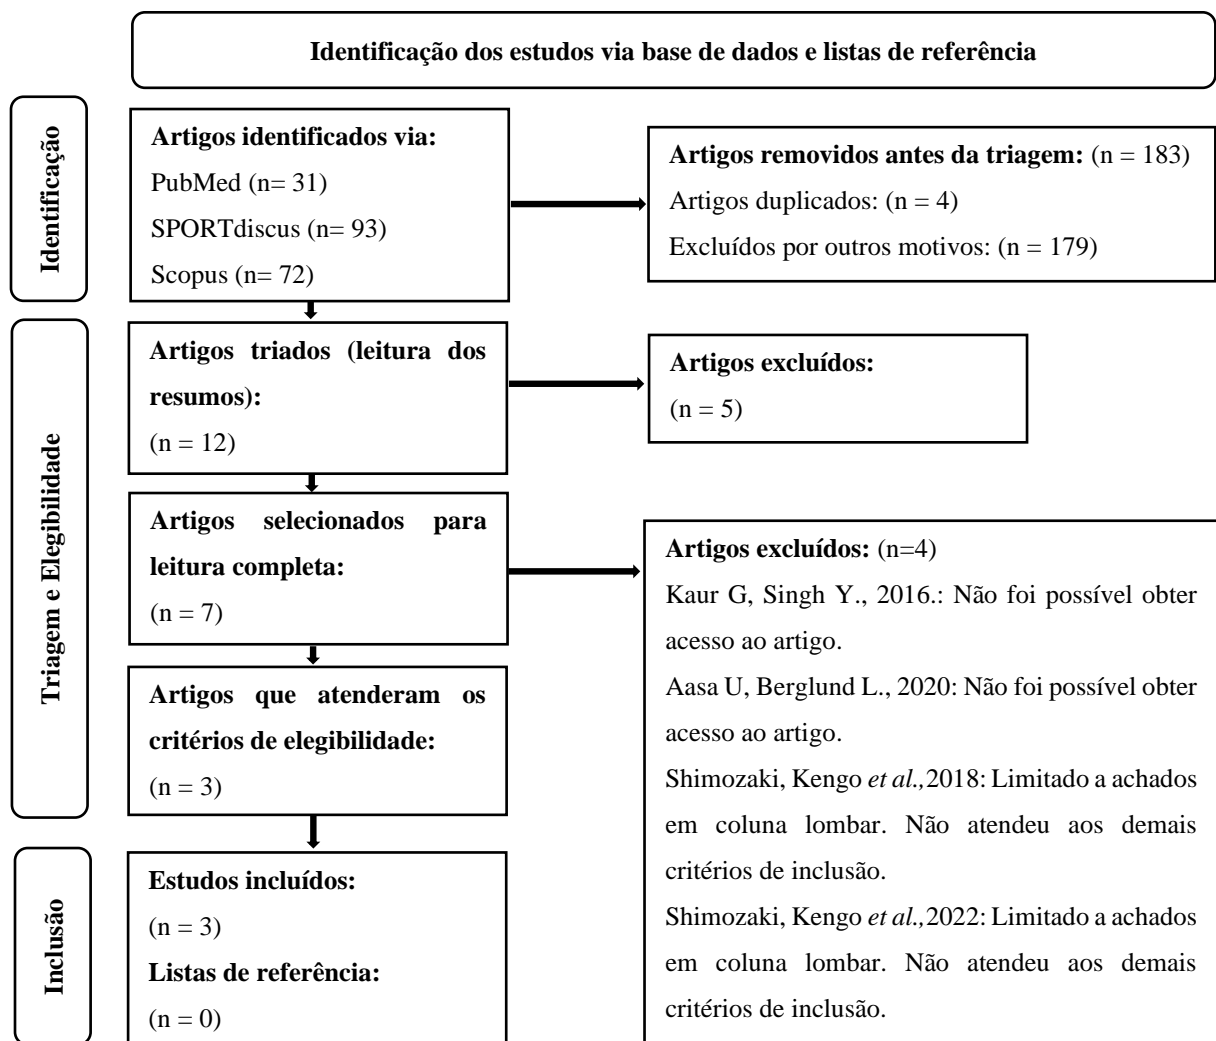 Identificação dos estudos via base de dados e listas de referência
Identificação
Artigos identificados via:
PubMed (n= 31)
SPORTdiscus (n= 93)
Scopus (n= 72)
Artigos removidos antes da triagem: (n = 183)
Artigos duplicados: (n = 4)
Excluídos por outros motivos: (n = 179)
Triagem e Elegibilidade
Artigos triados (leitura dos
resumos):
(n = 12)
Artigos excluídos:
(n = 5)
Artigos selecionados para
leitura completa:
(n = 7)
Artigos excluídos: (n=4)
Kaur G, Singh Y., 2016.: Não foi possível obter
acesso ao artigo.
Aasa U, Berglund L., 2020: Não foi possível obter
acesso ao artigo.
Shimozaki, Kengo et al.,2018: Limitado a achados
em coluna lombar. Não atendeu aos demais
critérios de inclusão.
Shimozaki, Kengo et al.,2022: Limitado a achados
em coluna lombar. Não atendeu aos demais
critérios de inclusão.
Artigos que atenderam os
critérios de elegibilidade:
(n = 3)
Inclusão
Estudos incluídos:
(n = 3)
Listas de referência:
(n = 0)